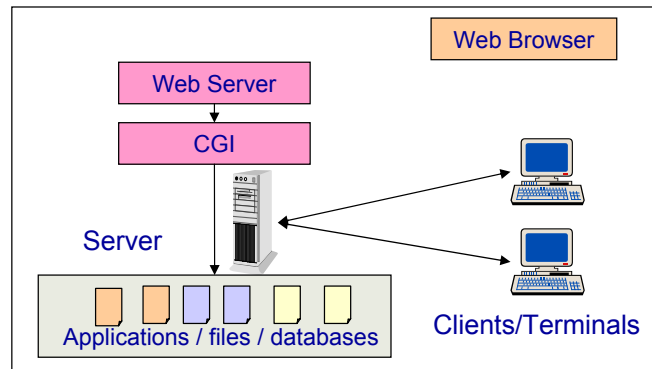 Web Browser
Web Server
CGI
Server
Applications / files / databases
Clients/Terminals